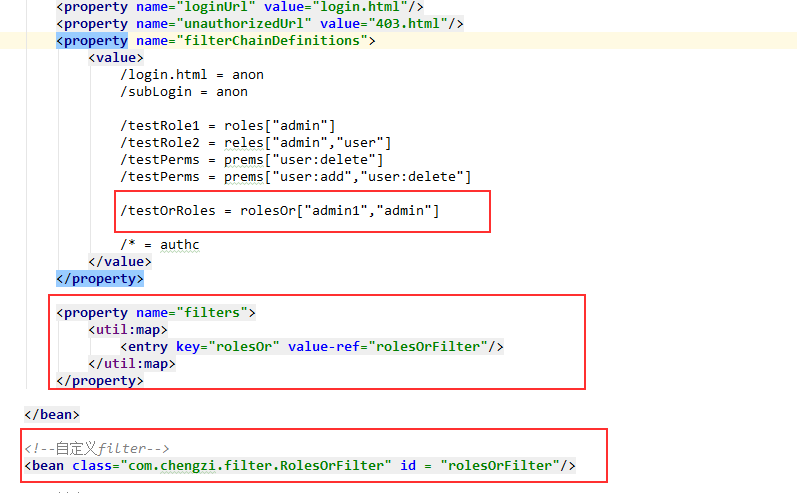 <property name="loginUrl" value="login.html"/>
<property name="unauthorizedUrl" value="403.html"/>
<property name="filterChainDefinitions">
<value>
/login.html = anon
/subLogin = anon
/testRole1 = roles["admin"]
/testRole2 = reles["admin","user"]
/testPerms = prems["user:delete"]
/testPerms = prems["user:add","user:delete"]
/testOrRoles = rolesOr["admin1","admin"]
/* = authc
</value>
</property>
<property name="filters">
<util:map>
<entry key="rolesOr" value-ref="rolesOrFilter"/>
</util:map>
</property>
</bean>
<!--自定义filter-->
<bean class="com.chengzi.filter.RolesOrFilter" id = "rolesOrFilter"/>